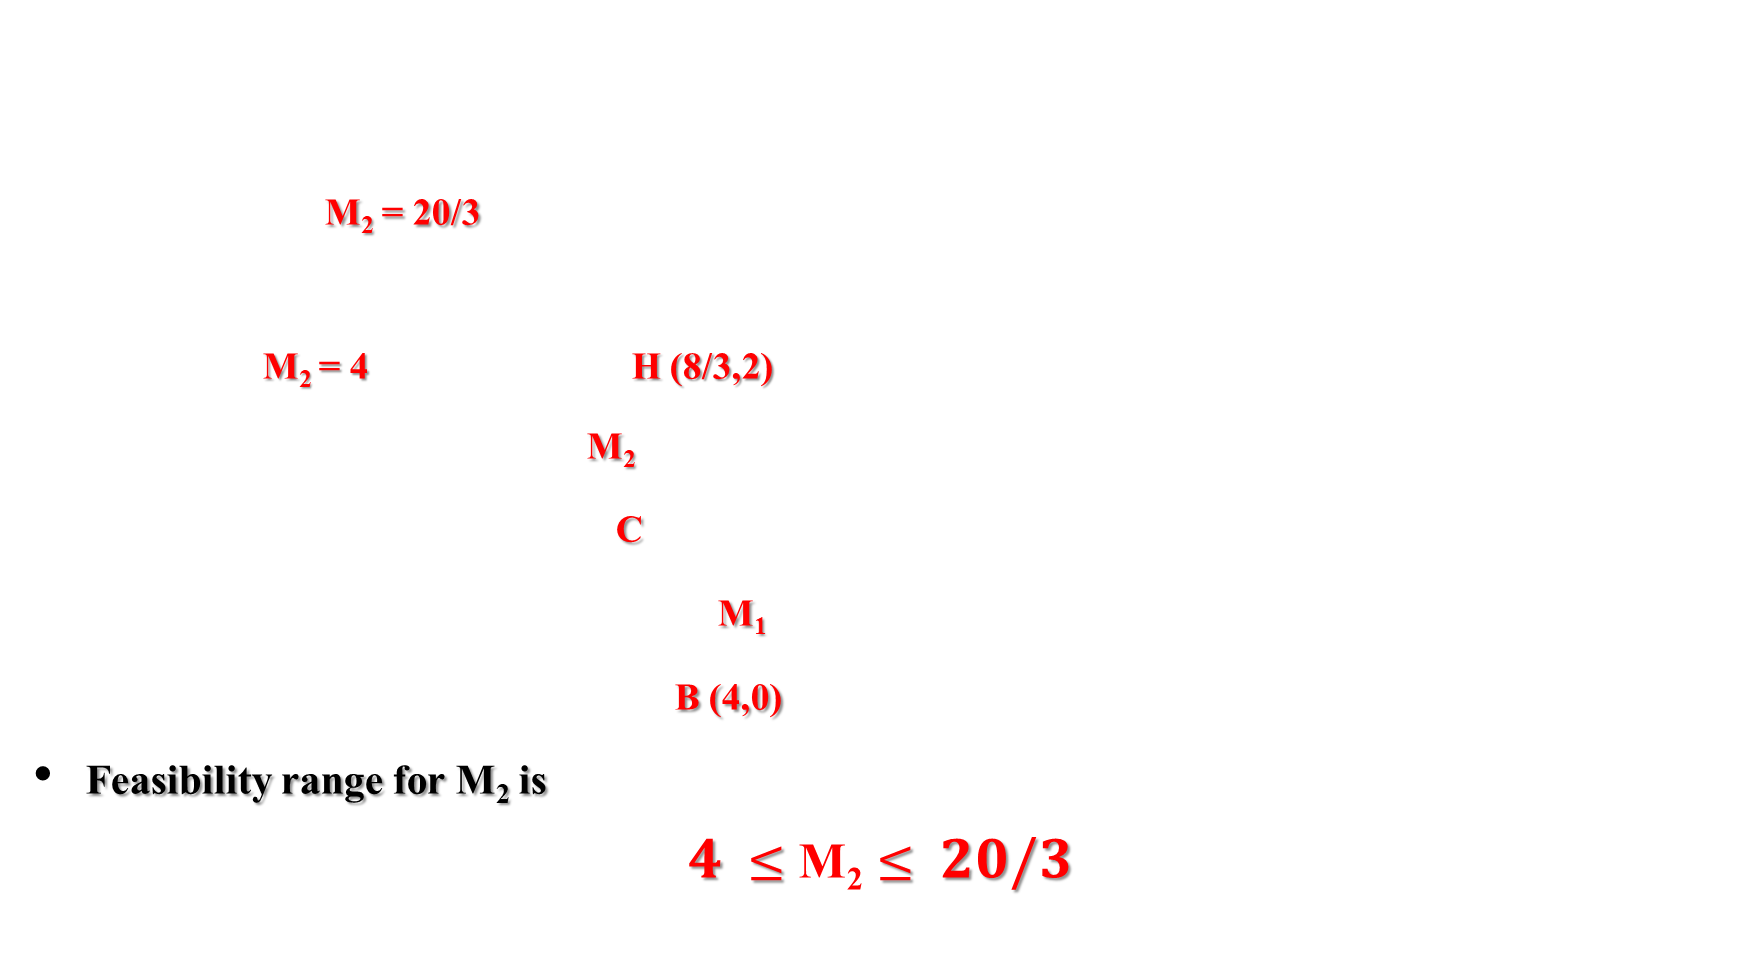 M₂ = 20/3
M₂ = 4
H (8/3,2)
M₂
C
M₁
B (4,0)
• Feasibility range for M₂ is
4 ≤ M₂ ≤ 20/3